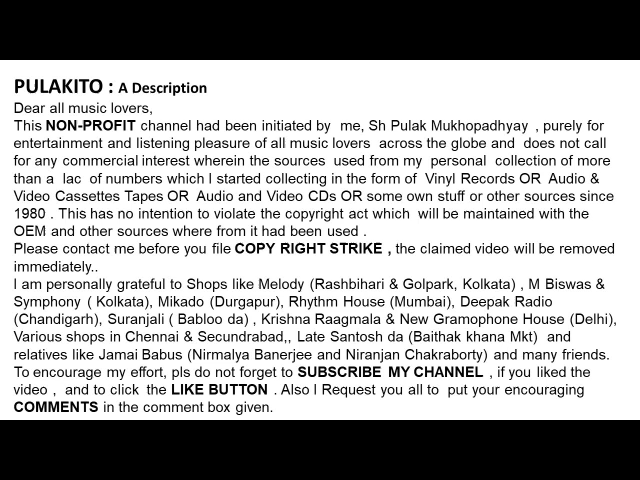 PULAKITO : A Description
Dear all music lovers,
This NON-PROFIT channel had been initiated by me, Sh Pulak Mukhopadhyay , purely for
entertainment and listening pleasure of all music lovers across the globe and does not call
for any commercial interest wherein the sources used from my personal collection of more
than a lac of numbers which I started collecting in the form of Vinyl Records OR Audio &
Video Cassettes Tapes OR Audio and Video CDs OR some own stuff or other sources since
1980 . This has no intention to violate the copyright act which will be maintained with the
OEM and other sources where from it had been used .
Please contact me before you file COPY RIGHT STRIKE , the claimed video will be removed
immediately..
I am personally grateful to Shops like Melody (Rashbihari & Golpark, Kolkata) , M Biswas &
Symphony ( Kolkata), Mikado (Durgapur), Rhythm House (Mumbai), Deepak Radio
(Chandigarh), Suranjali ( Babloo da) , Krishna Raagmala & New Gramophone House (Delhi),
Various shops in Chennai & Secundrabad,, Late Santosh da (Baithak khana Mkt) and
relatives like Jamai Babus (Nirmalya Banerjee and Niranjan Chakraborty) and many friends.
To encourage my effort, pls do not forget to SUBSCRIBE MY CHANNEL , if you liked the
video , and to click the LIKE BUTTON . Also I Request you all to put your encouraging
COMMENTS in the comment box given.